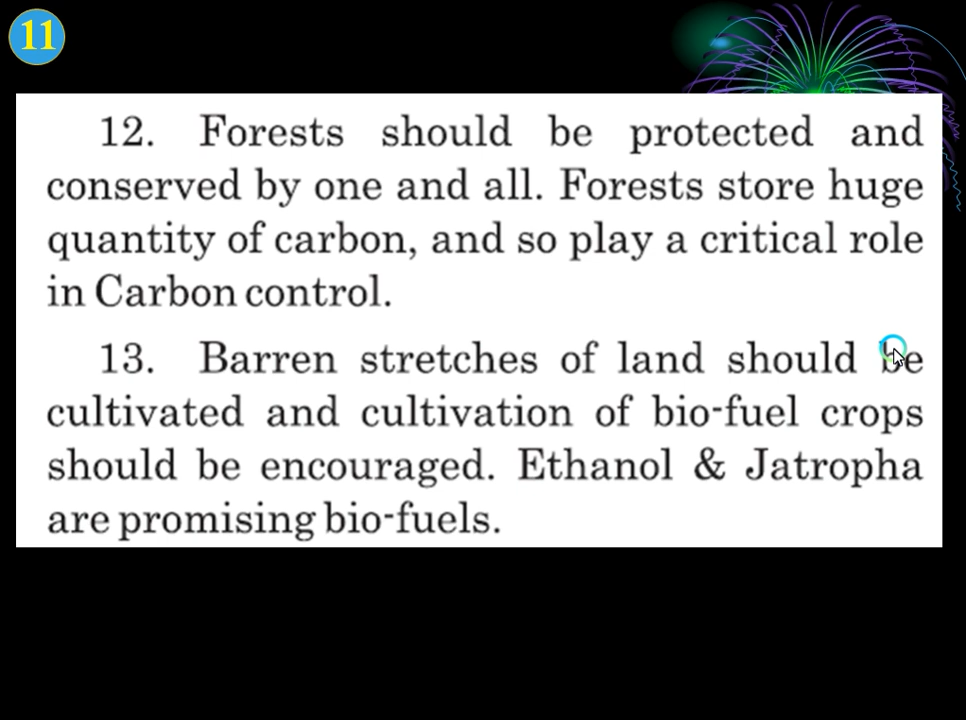 11
12. Forests should be protected and
conserved by one and all. Forests store huge
quantity of carbon, and so play a critical role
in Carbon control.
13. Barren stretches of land should be
cultivated and cultivation of bio-fuel crops
should be encouraged. Ethanol & Jatropha
are promising bio-fuels.